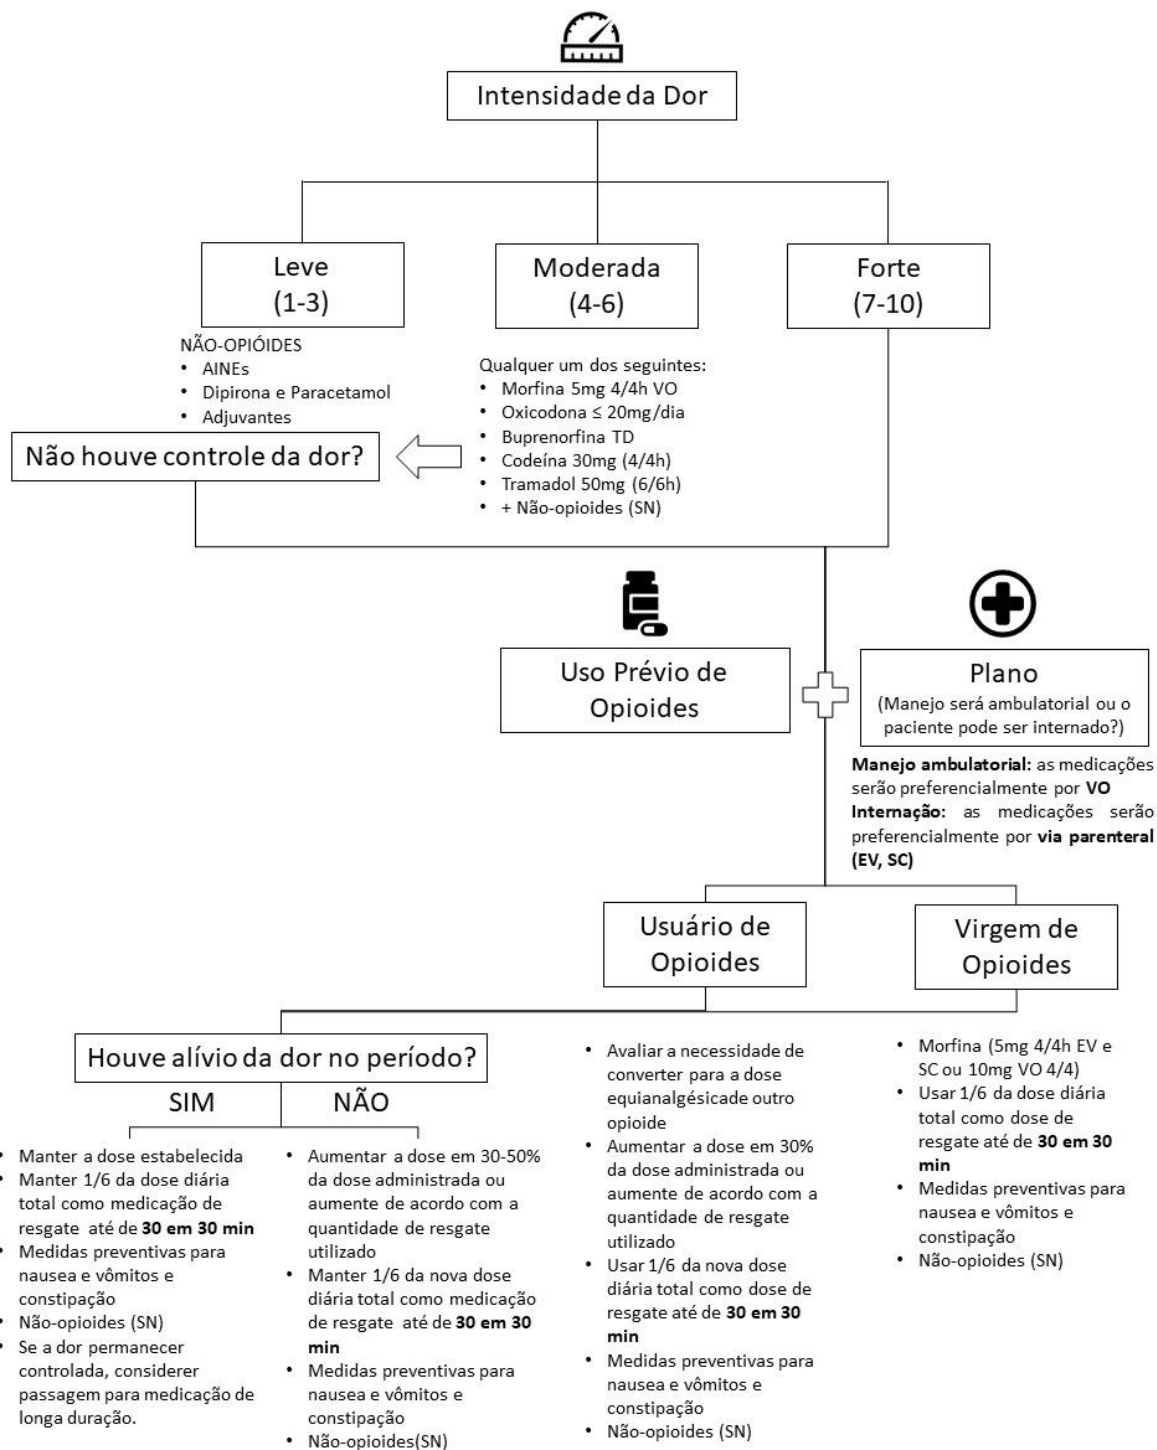 Intensidade da Dor
Leve
(1-3)
Moderada
(4-6)
Forte
(7-10)
NÃO-OPIÓIDES
• AINEs
• Dipirona e Paracetamol
• Adjuvantes
Qualquer um dos seguintes:
• Morfina 5mg 4/4h VO
• Oxicodona ≤ 20mg/dia
• Buprenorfina TD
• Codeína 30mg (4/4h)
• Tramadol 50mg (6/6h)
• + Não-opioides (SN)
Não houve controle da dor?
Uso Prévio de
Opioides
Plano
(Manejo será ambulatorial ou o
paciente pode ser internado?)
Manejo ambulatorial: as medicações
serão preferencialmente por VO
Internação: as medicações serão
preferencialmente por via parenteral
(EV, SC)
Usuário de
Opioides
Virgem de
Opioides
Houve alívio da dor no período?
SIM
NÃO
• Manter a dose estabelecida
• Manter 1/6 da dose diária
total como medicação de
resgate até de 30 em 30 min
• Medidas preventivas para
nausea e vômitos e
constipação
• Não-opioides (SN)
• Se a dor permanecer
controlada, considerer
passagem para medicação de
longa duração.
• Aumentar a dose em 30-50%
da dose administrada ou
aumente de acordo com a
quantidade de resgate
utilizado
• Manter 1/6 da nova dose
diária total como medicação
de resgate até de 30 em 30
min
• Medidas preventivas para
nausea e vômitos e
constipação
• Não-opioides(SN)
• Avaliar a necessidade de
converter para a dose
equianalgésicade outro
opioide
• Aumentar a dose em 30%
da dose administrada ou
aumente de acordo com a
quantidade de resgate
utilizado
• Usar 1/6 da nova dose
diária total como dose de
resgate até de 30 em 30
min
• Medidas preventivas para
nausea e vômitos e
constipação
• Não-opioides (SN)
• Morfina (5mg 4/4h EV e
SC ou 10mg VO 4/4)
• Usar 1/6 da dose diária
total como dose de
resgate até de 30 em 30
min
• Medidas preventivas para
nausea e vômitos e
constipação
• Não-opioides (SN)